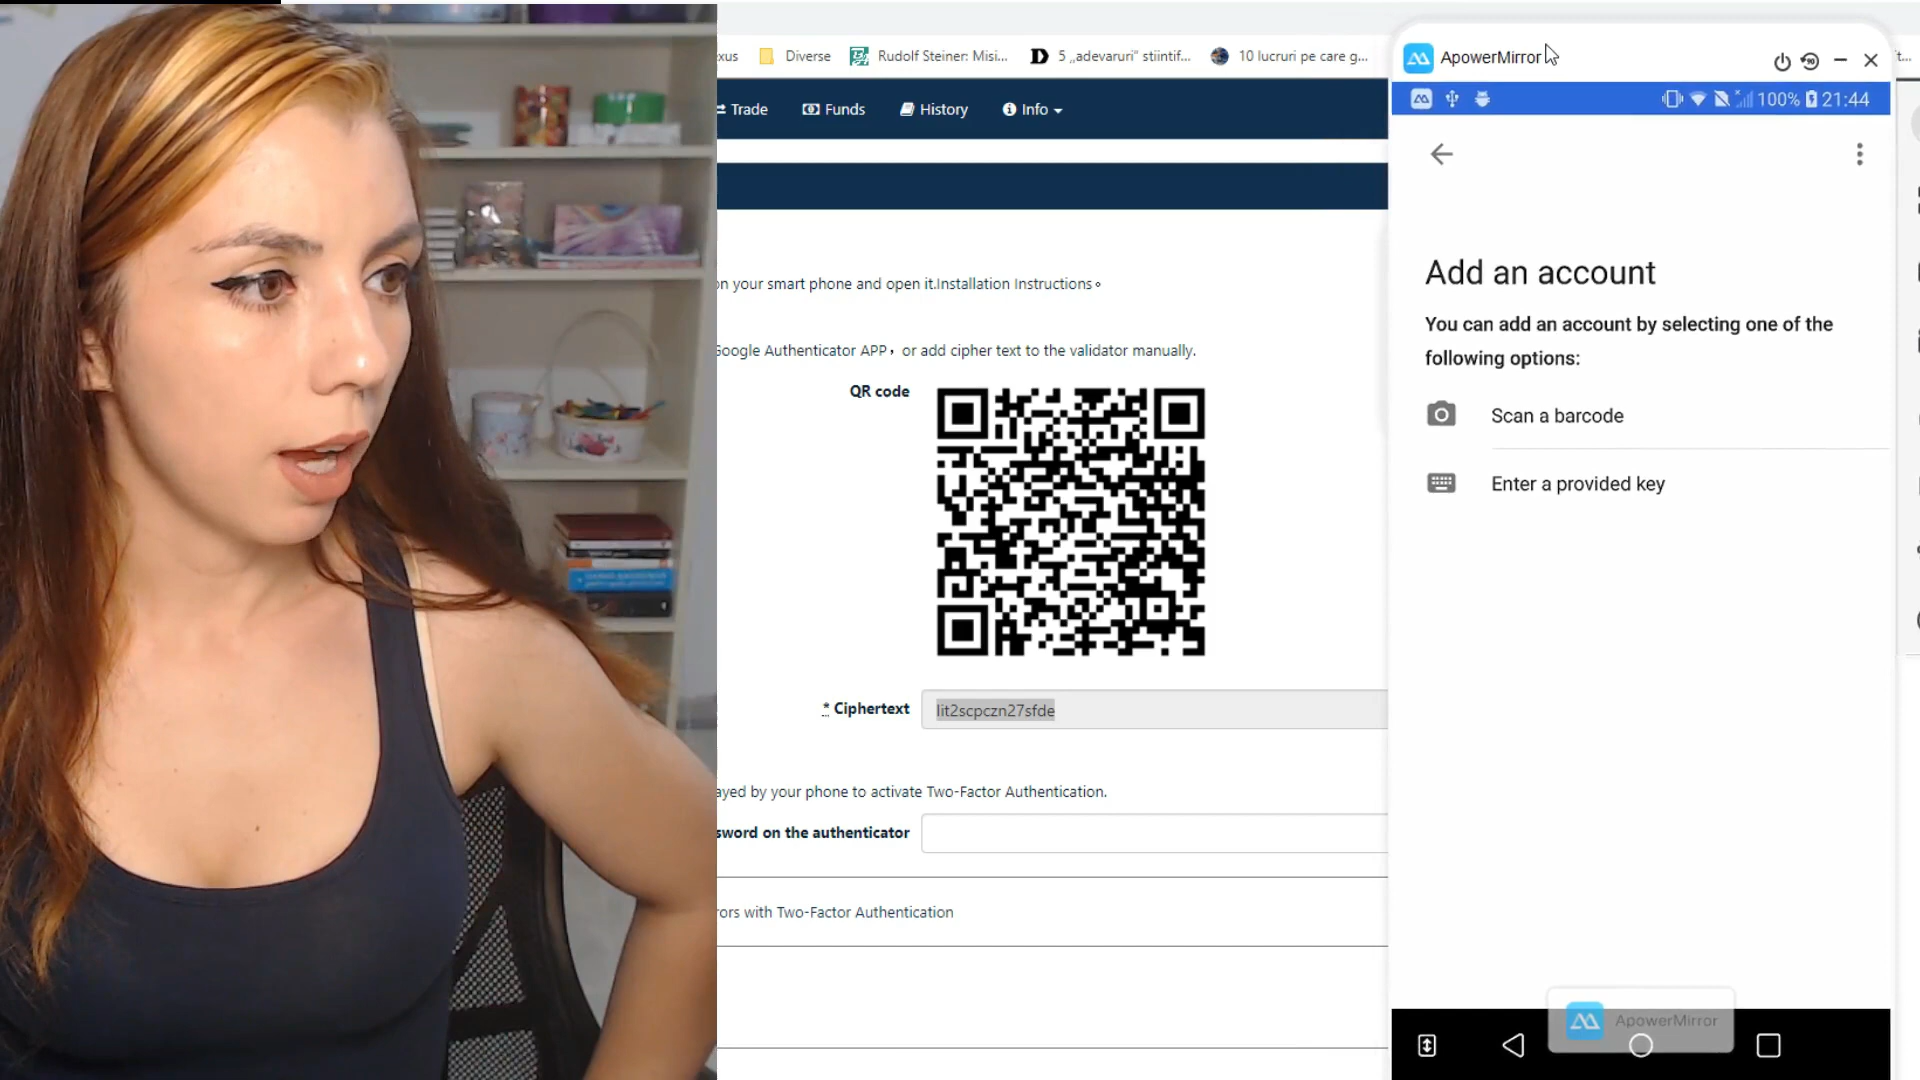 xus
Diverse
Rudolf Steiner: Misi...
5 „adevaruri” stiintif...
10 lucruri pe care g...
t...
ApowerMirror
Trade
Funds
History
Info
90
100%
21:44
Add an account
You can add an account by selecting one of the
following options:
Scan a barcode
Enter a provided key
on your smart phone and open it.Installation Instructions。
Google Authenticator APP，or add cipher text to the validator manually.
QR code
* Ciphertext
lit2scpczn27sfde
ayed by your phone to activate Two-Factor Authentication.
sword on the authenticator
rors with Two-Factor Authentication
ApowerMirror